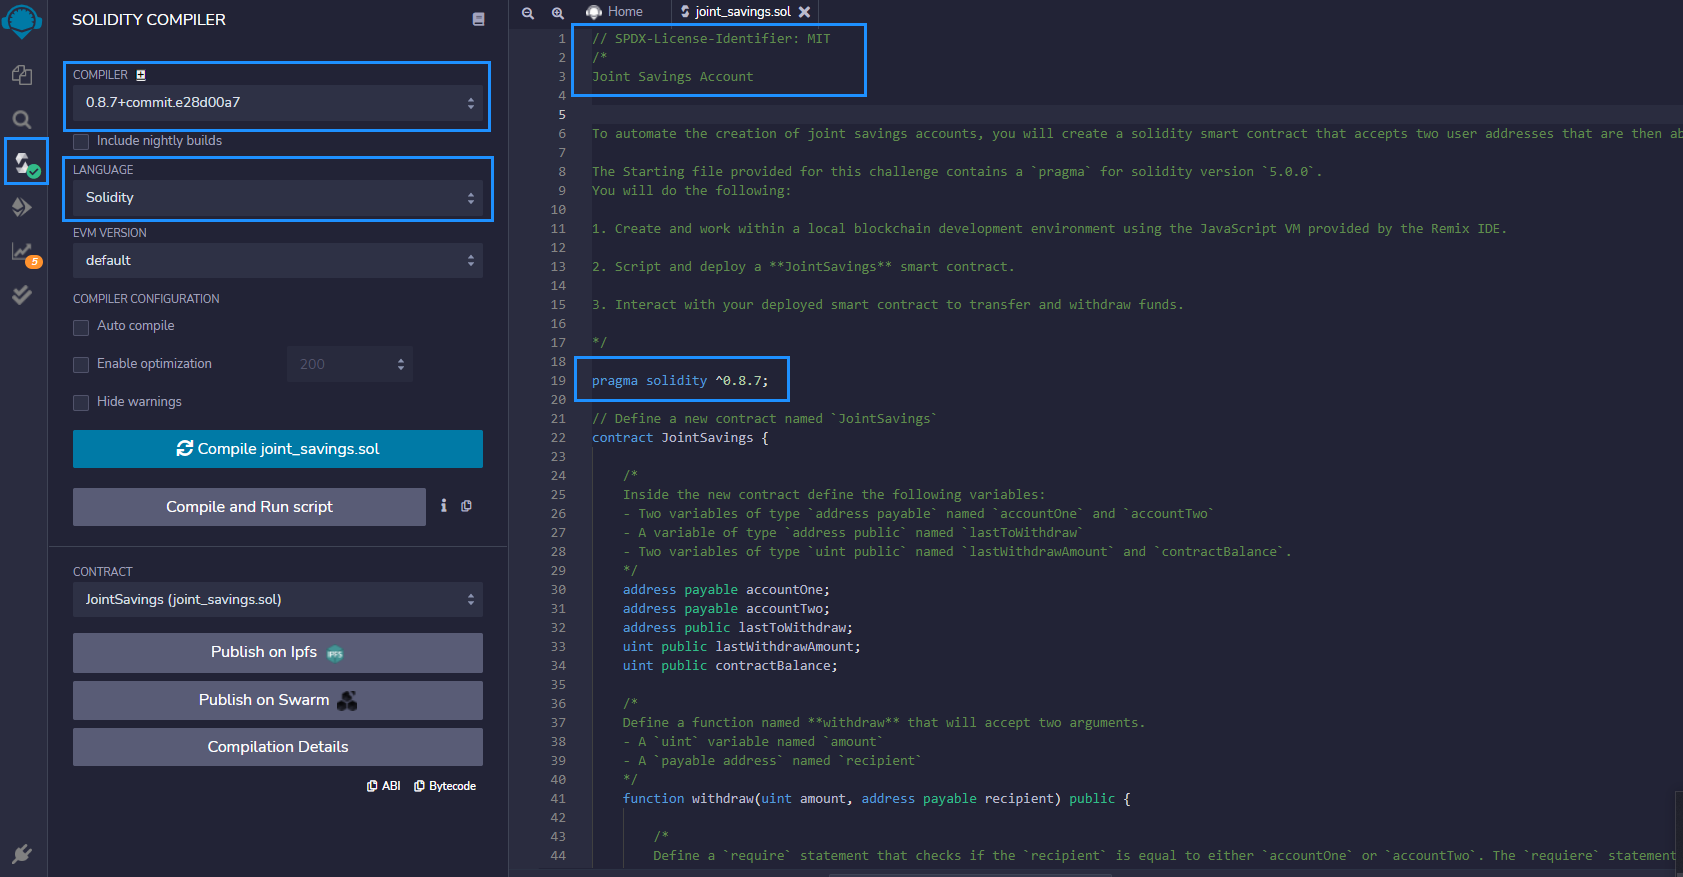 SOLIDITY COMPILER
COMPILER
0.8.7+commit.e28d00a7
Include nightly builds
LANGUAGE
Solidity
EVM VERSION
default
COMPILER CONFIGURATION
Auto compile
Enable optimization
200
Hide warnings
Compile joint_savings.sol
Compile and Run script
CONTRACT
JointSavings (joint_savings.sol)
Publish on Ipfs
IPFS
Publish on Swarm
Compilation Details
ABI
Bytecode
5
Home
joint_savings.sol
1 // SPDX-License-Identifier: MIT
2 /*
3 Joint Savings Account
4
5
6 To automate the creation of joint savings accounts, you will create a solidity smart contract that accepts two user addresses that are then ab
7
8 The Starting file provided for this challenge contains a `pragma` for solidity version `5.0.0`.
9 You will do the following:
10
11 1. Create and work within a local blockchain development environment using the JavaScript VM provided by the Remix IDE.
12
13 2. Script and deploy a **JointSavings** smart contract.
14
15 3. Interact with your deployed smart contract to transfer and withdraw funds.
16
17 */
18
19 pragma solidity ^0.8.7;
20
21 // Define a new contract named `JointSavings`
22 contract JointSavings {
23
24 /*
25 Inside the new contract define the following variables:
26 - Two variables of type `address payable` named `accountOne` and `accountTwo`
27 - A variable of type `address public` named `lastToWithdraw`
28 - Two variables of type `uint public` named `lastWithdrawAmount` and `contractBalance`.
29 */
30 address payable accountOne;
31 address payable accountTwo;
32 address public lastToWithdraw;
33 uint public lastWithdrawAmount;
34 uint public contractBalance;
35
36 /*
37 Define a function named **withdraw** that will accept two arguments.
38 - A `uint` variable named `amount`
39 - A `payable address` named `recipient`
40 */
41 function withdraw(uint amount, address payable recipient) public {
42
43 /*
44 Define a `require` statement that checks if the `recipient` is equal to either `accountOne` or `accountTwo`. The `requiere` statement